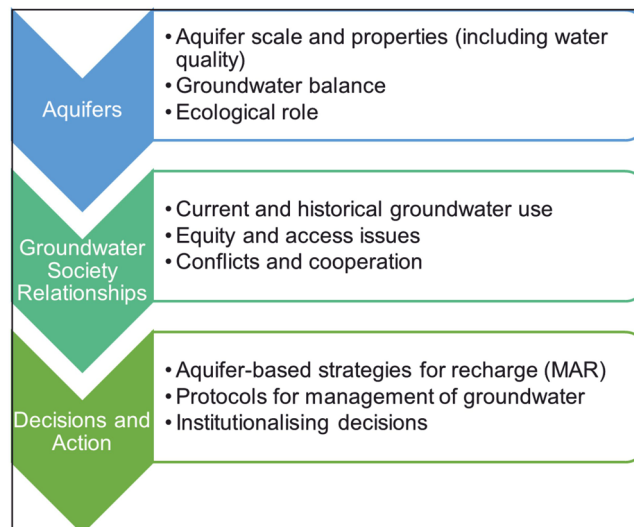 Aquifers
• Aquifer scale and properties (including water
quality)
• Groundwater balance
• Ecological role
Groundwater
Society
Relationships
• Current and historical groundwater use
• Equity and access issues
• Conflicts and cooperation
Decisions and
Action
• Aquifer-based strategies for recharge (MAR)
• Protocols for management of groundwater
• Institutionalising decisions